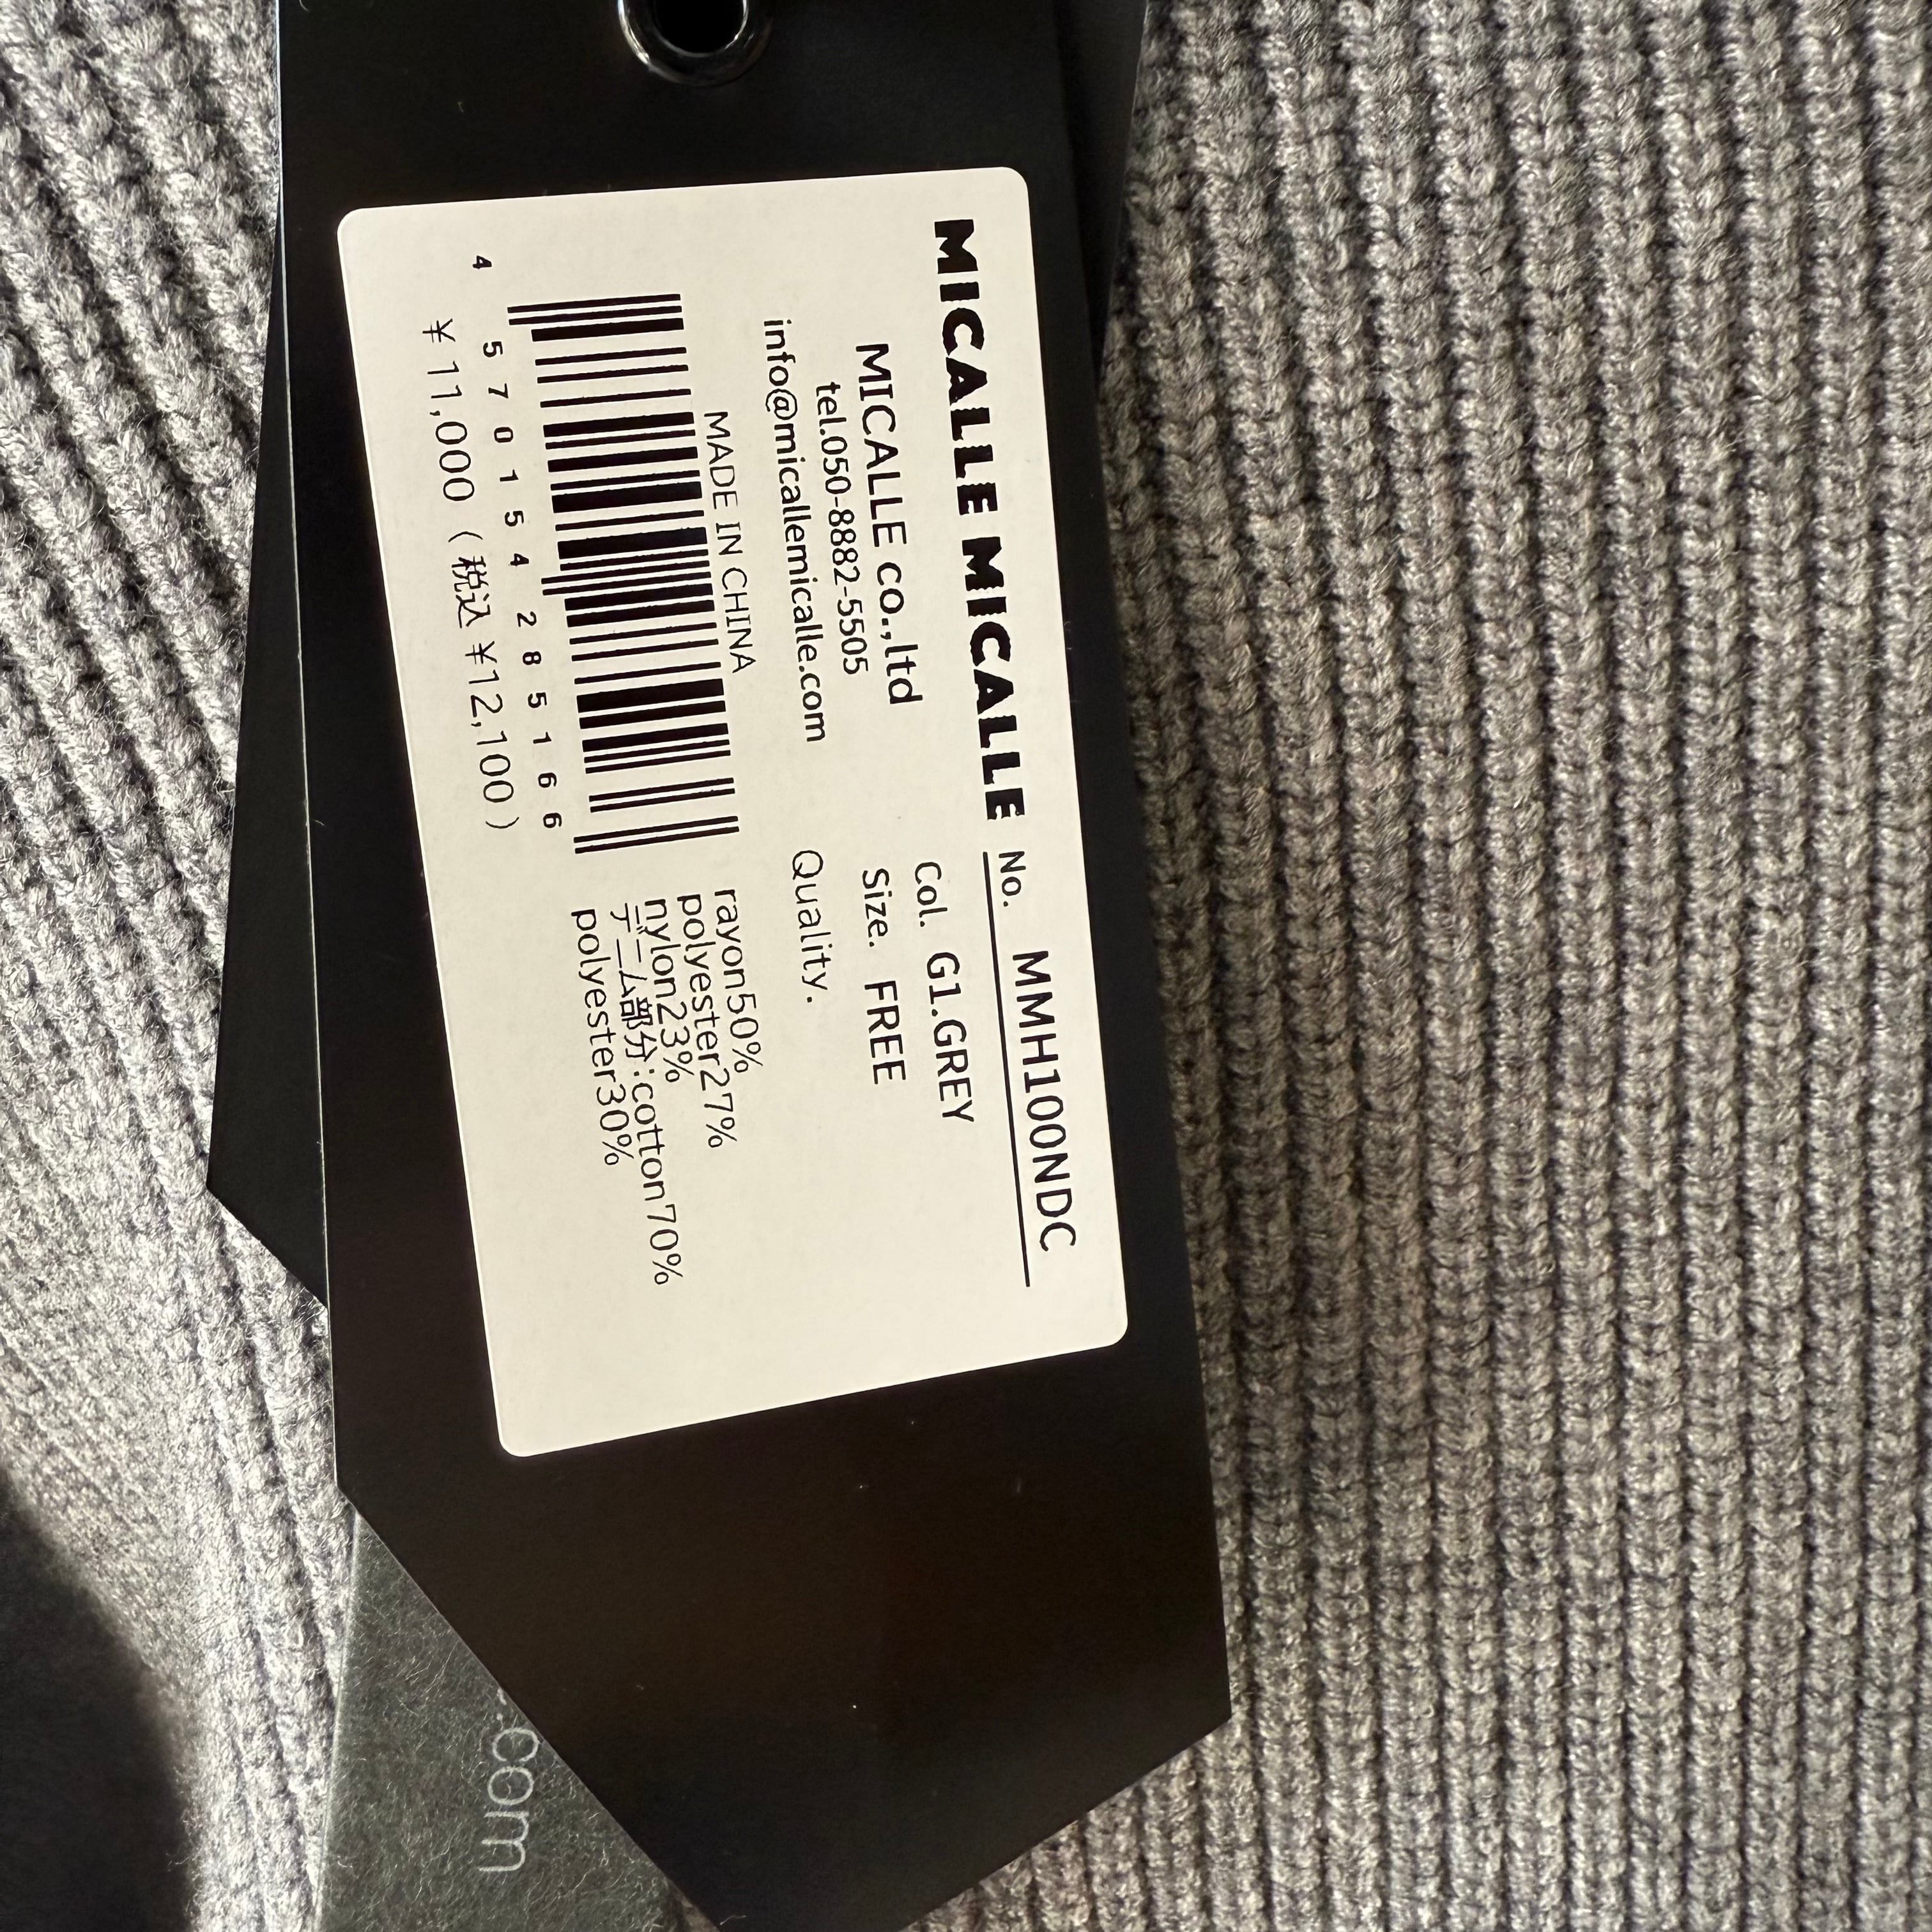 MICALLE MICALLE
MICALLE CO.,ltd
tel.050-8882-5505
info@micallemicalle.com
MADE IN CHINA
4 570154 285166
¥11,000（税込 ¥12,100）
No. MMH100NDC
Col. G1.GREY
Size. FREE
Quality.
rayon50%
polyester27%
nylon23%
デニム部分:cotton70%
polyester30%
.com